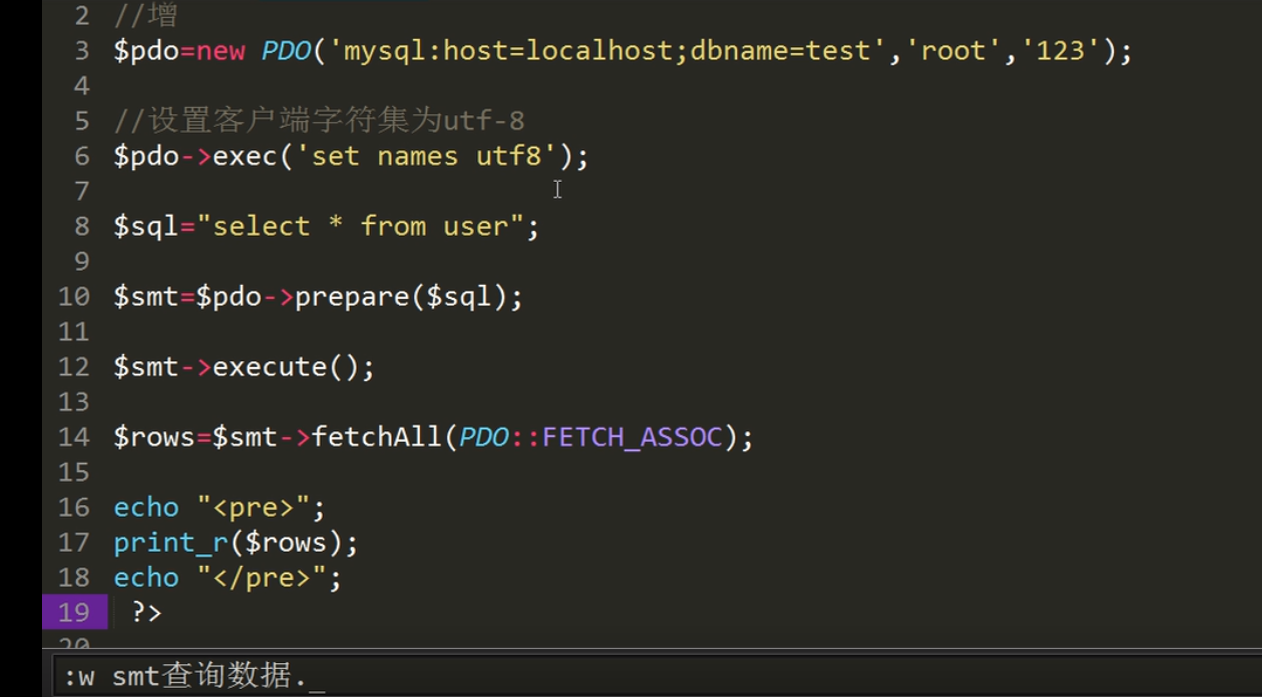 2 //增
3 $pdo=new PDO('mysql:host=localhost;dbname=test','root','123');
4
5 //设置客户端字符集为utf-8
6 $pdo->exec('set names utf8');
7
8 $sql="select * from user";
9
10 $smt=$pdo->prepare($sql);
11
12 $smt->execute();
13
14 $rows=$smt->fetchAll(PDO::FETCH_ASSOC);
15
16 echo "<pre>";
17 print_r($rows);
18 echo "</pre>";
19 ?>
20
:w smt查询数据._